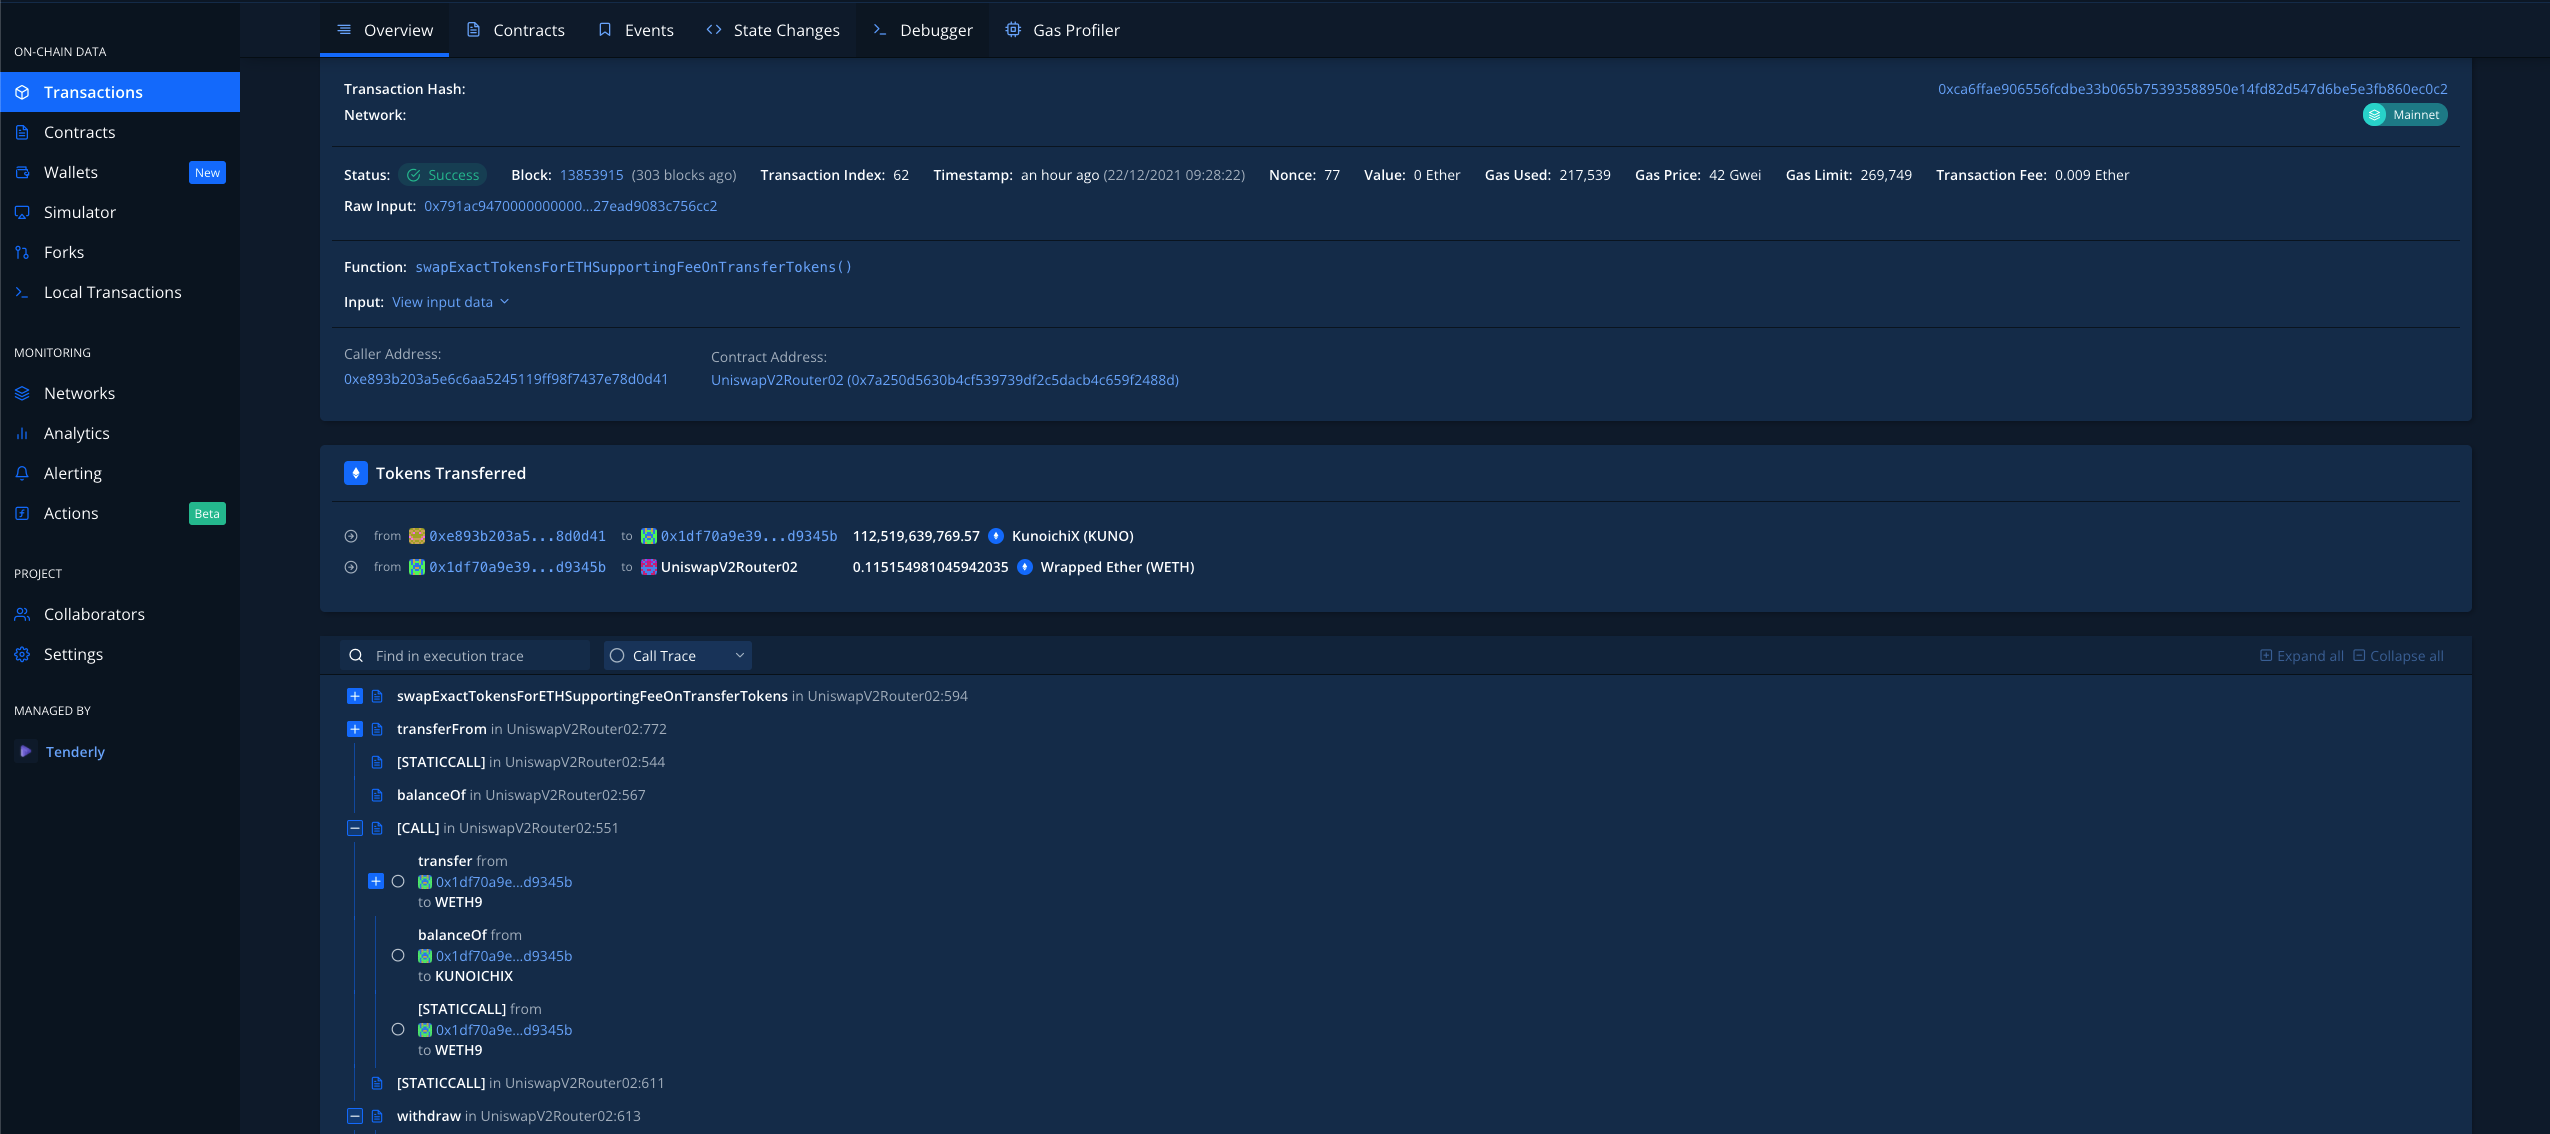 ON-CHAIN DATA
Transactions
Contracts
Wallets New
Simulator
Forks
Local Transactions
MONITORING
Networks
Analytics
Alerting
Actions Beta
PROJECT
Collaborators
Settings
MANAGED BY
Tenderly
Overview Contracts Events State Changes Debugger Gas Profiler
Transaction Hash: 0xca6ffae906556fcdbe33b065b75393588950e14fd82d547d6be5e3fb860ec0c2
Network: Mainnet
Status: Success Block: 13853915 (303 blocks ago) Transaction Index: 62 Timestamp: an hour ago (22/12/2021 09:28:22) Nonce: 77 Value: 0 Ether Gas Used: 217,539 Gas Price: 42 Gwei Gas Limit: 269,749 Transaction Fee: 0.009 Ether
Raw Input: 0x791ac9470000000000...27ead9083c756cc2
Function: swapExactTokensForETHSupportingFeeOnTransferTokens()
Input: View input data
Caller Address:
0xe893b203a5e6c6aa5245119ff98f7437e78d0d41
Contract Address:
UniswapV2Router02 (0x7a250d5630b4cf539739df2c5dacb4c659f2488d)
Tokens Transferred
from 0xe893b203a5...8d0d41 to 0x1df70a9e39...d9345b 112,519,639,769.57 KunoichiX (KUNO)
from 0x1df70a9e39...d9345b to UniswapV2Router02 0.115154981045942035 Wrapped Ether (WETH)
Find in execution trace Call Trace Expand all Collapse all
swapExactTokensForETHSupportingFeeOnTransferTokens in UniswapV2Router02:594
transferFrom in UniswapV2Router02:772
[STATICCALL] in UniswapV2Router02:544
balanceOf in UniswapV2Router02:567
[CALL] in UniswapV2Router02:551
transfer from
0x1df70a9e...d9345b
to WETH9
balanceOf from
0x1df70a9e...d9345b
to KUNOICHIX
[STATICCALL] from
0x1df70a9e...d9345b
to WETH9
[STATICCALL] in UniswapV2Router02:611
withdraw in UniswapV2Router02:613